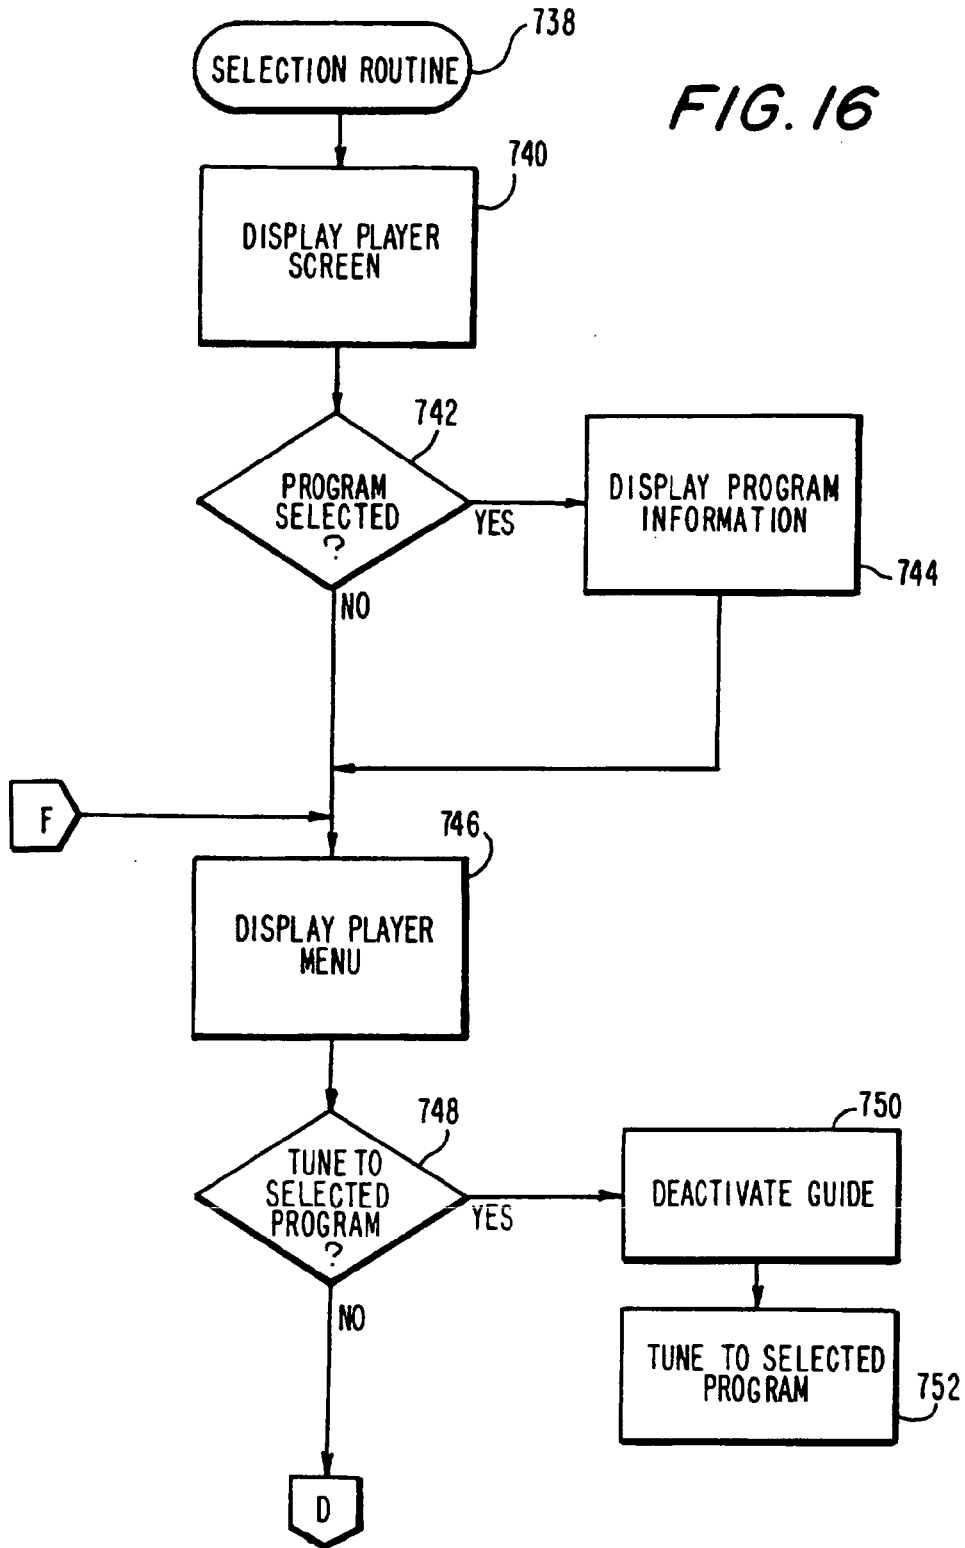 738
SELECTION ROUTINE
FIG. 16
740
DISPLAY PLAYER
SCREEN
742
PROGRAM
SELECTED
?
YES
NO
DISPLAY PROGRAM
INFORMATION
744
F
746
DISPLAY PLAYER
MENU
748
TUNE TO
SELECTED
PROGRAM
?
YES
NO
750
DEACTIVATE GUIDE
TUNE TO SELECTED
PROGRAM
752
D